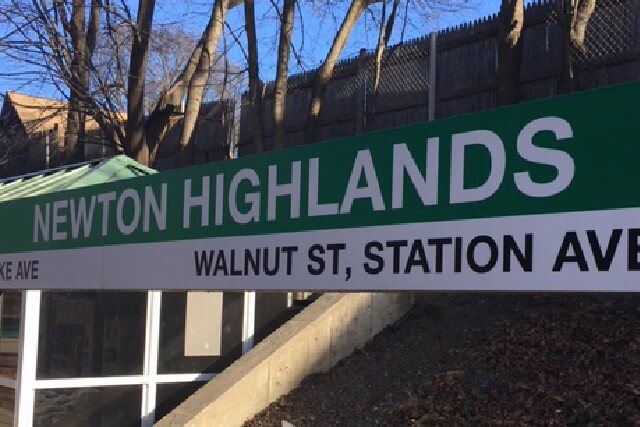 NEWTON HIGHLANDS
KE AVE WALNUT ST, STATION AVE